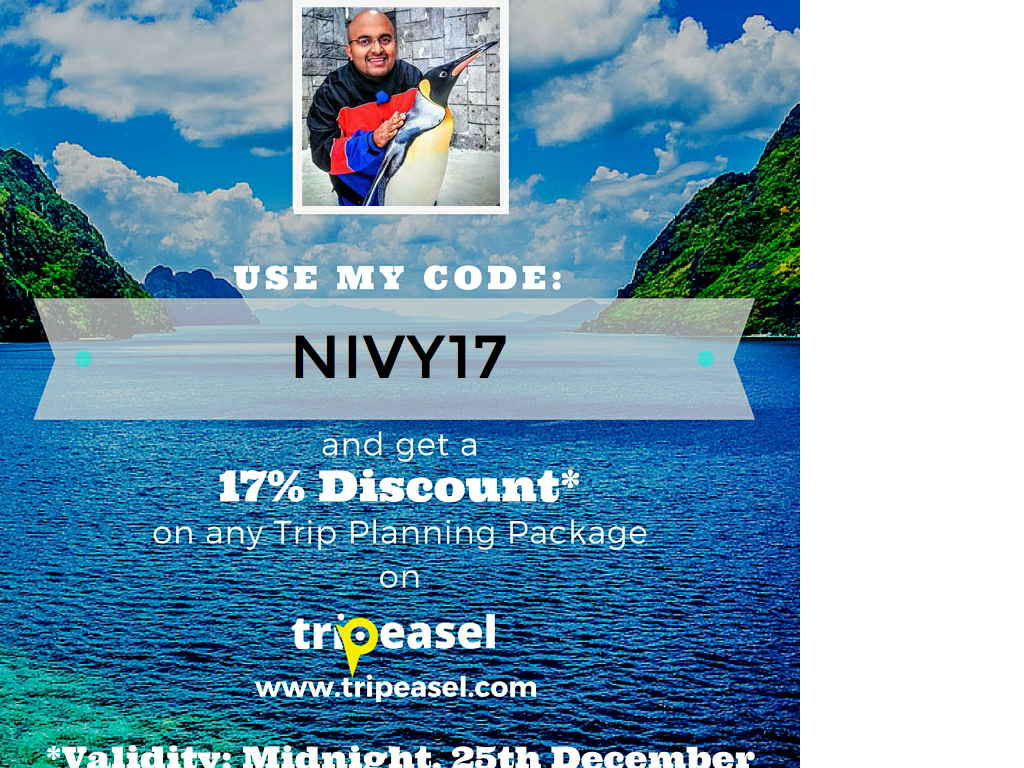 USE MY CODE:
NIVY17
and get a
17% Discount*
on any Trip Planning Package
on
tripeasel
www.tripeasel.com
*Validity: Midnight, 25th December